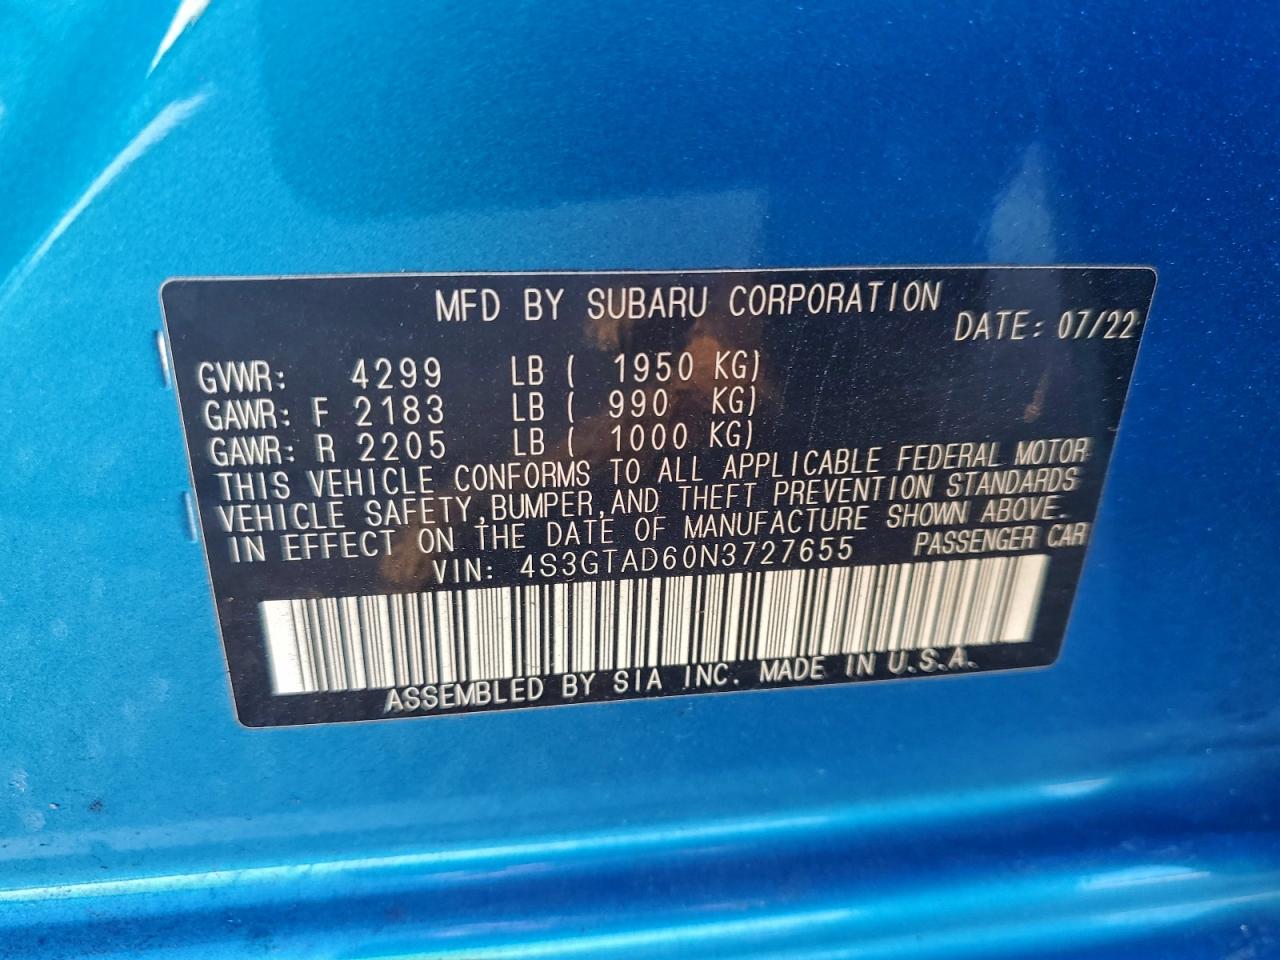 MFD BY SUBARU CORPORATION
DATE: 07/22
GVWR: 4299 LB ( 1950 KG)
GAWR: F 2183 LB ( 990 KG)
GAWR: R 2205 LB ( 1000 KG)
THIS VEHICLE CONFORMS TO ALL APPLICABLE FEDERAL MOTOR
VEHICLE SAFETY,BUMPER,AND THEFT PREVENTION STANDARDS
IN EFFECT ON THE DATE OF MANUFACTURE SHOWN ABOVE.
VIN: 4S3GTAD60N3727655 PASSENGER CAR
ASSEMBLED BY SIA INC. MADE IN U.S.A.